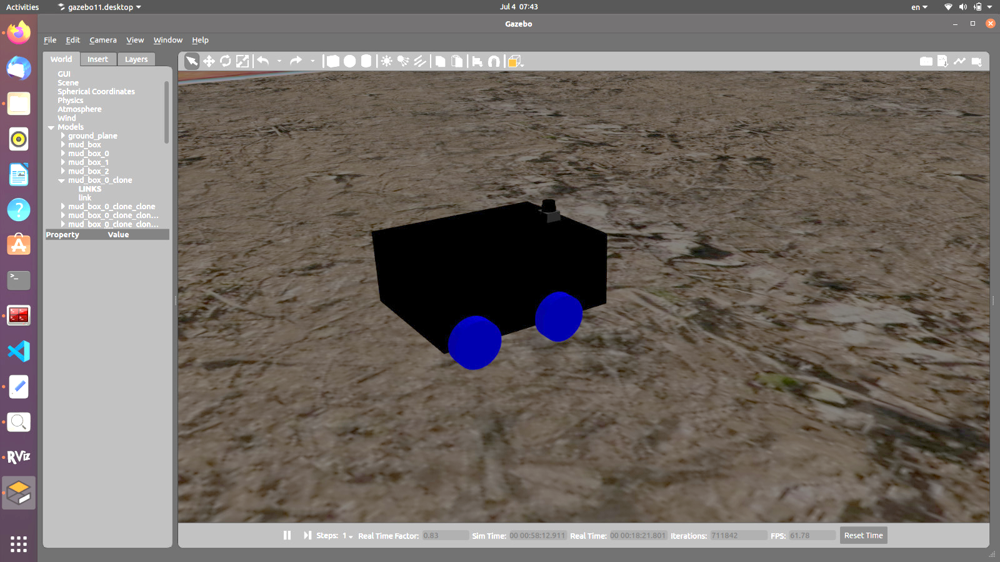 Activities
gazebo11.desktop
Jul 4 07:43
en
Gazebo
File Edit Camera View Window Help
World Insert Layers
GUI
Scene
Spherical Coordinates
Physics
Atmosphere
Wind
Models
ground_plane
mud_box
mud_box_0
mud_box_1
mud_box_2
mud_box_0_clone
LINKS
link
mud_box_0_clone_clone
mud_box_0_clone_clon...
mud_box_0_clone_clon...
Property Value
RViz
Steps: 1 Real Time Factor: 0.83 Sim Time: 00 00:58:12.911 Real Time: 00 00:18:21.801 Iterations: 711842 FPS: 61.78 Reset Time